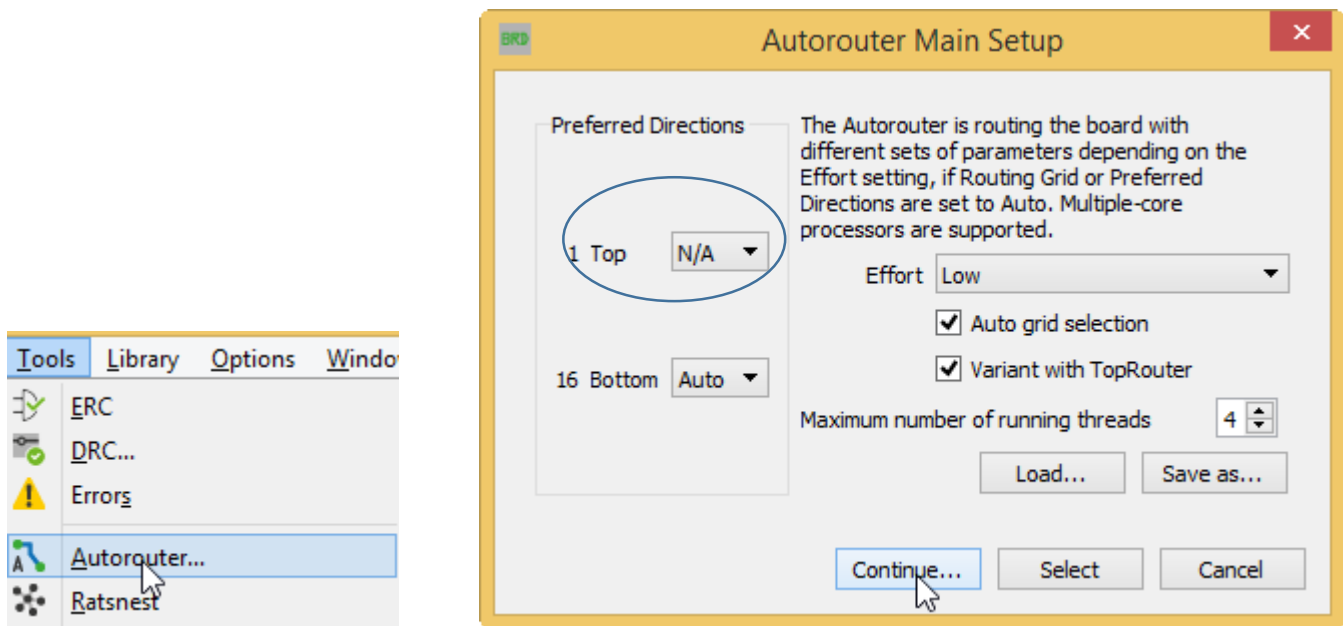 Tools Library Options Windo
ERC
DRC...
Errors
A Autorouter...
Ratsnest
BRD Autorouter Main Setup
Preferred Directions
1 Top N/A
16 Bottom Auto
The Autorouter is routing the board with
different sets of parameters depending on the
Effort setting, if Routing Grid or Preferred
Directions are set to Auto. Multiple-core
processors are supported.
Effort Low
Auto grid selection
Variant with TopRouter
Maximum number of running threads 4
Load... Save as...
Continue... Select Cancel